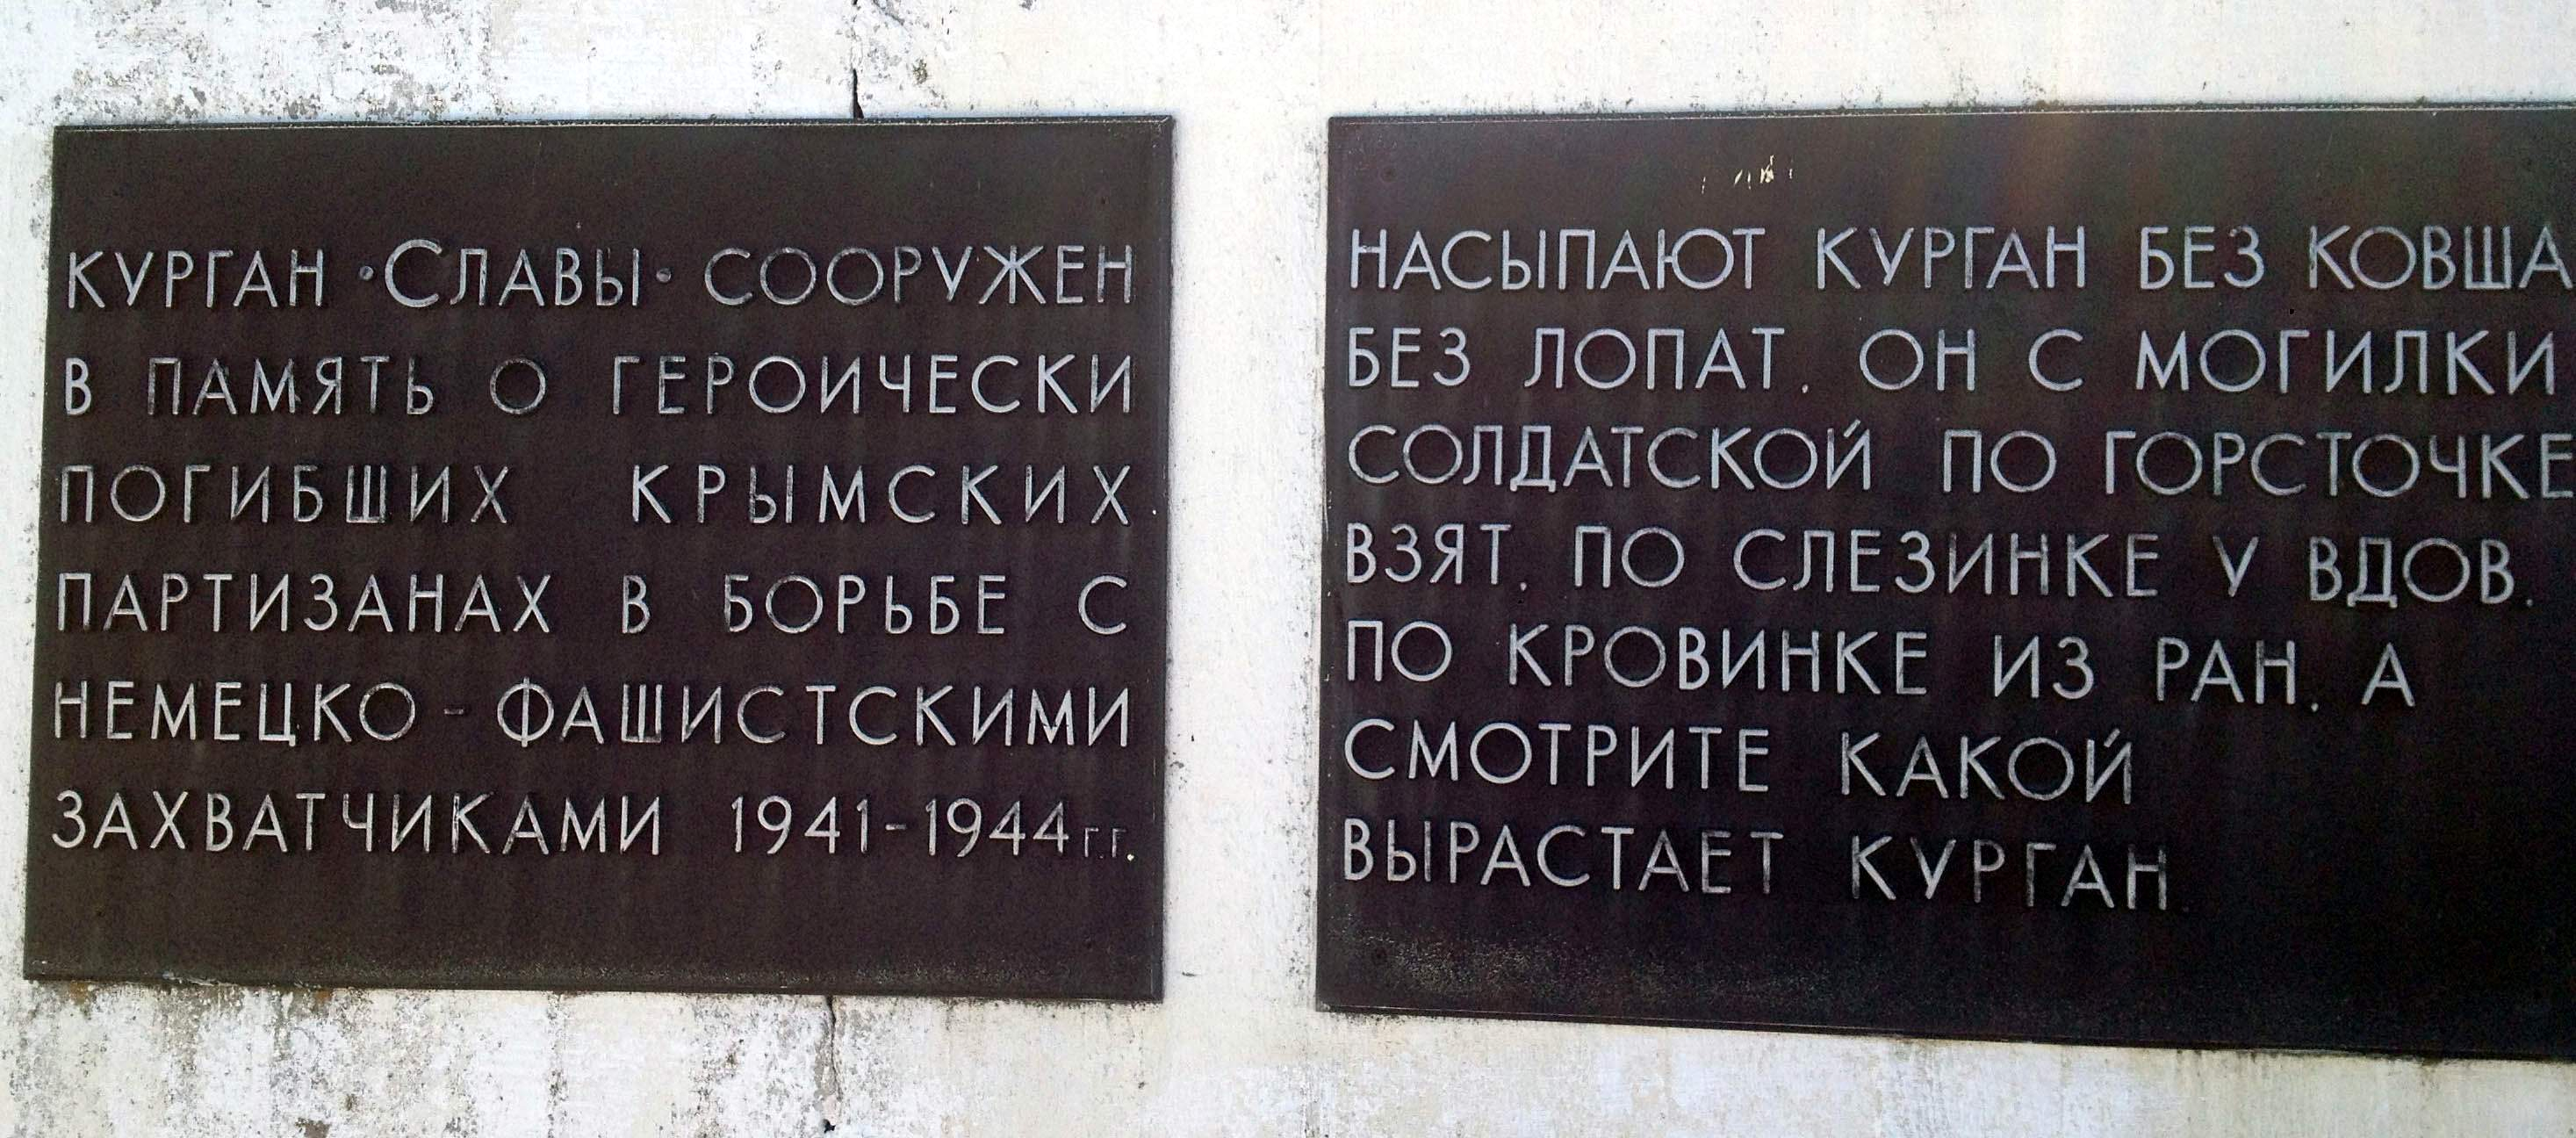 КУРГАН •СЛАВЫ• СООРУЖЕН
В ПАМЯТЬ О ГЕРОИЧЕСКИ
ПОГИБШИХ КРЫМСКИХ
ПАРТИЗАНАХ В БОРЬБЕ С
НЕМЕЦКО-ФАШИСТСКИМИ
ЗАХВАТЧИКАМИ 1941-1944г.г.
НАСЫПАЮТ КУРГАН БЕЗ КОВША
БЕЗ ЛОПАТ, ОН С МОГИЛКИ
СОЛДАТСКОЙ ПО ГОРСТОЧКЕ
ВЗЯТ, ПО СЛЕЗИНКЕ У ВДОВ,
ПО КРОВИНКЕ ИЗ РАН, А
СМОТРИТЕ КАКОЙ
ВЫРАСТАЕТ КУРГАН.